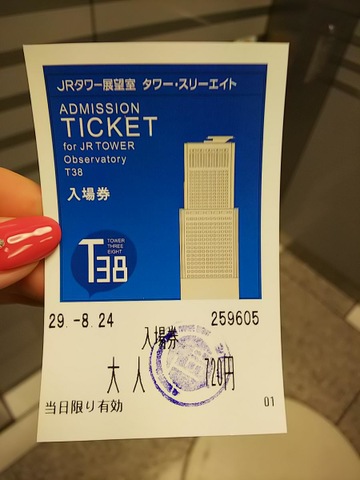 JRタワー展望室 タワー・スリーエイト
ADMISSION
TICKET
for JR TOWER
Observatory
T38
入場券
T38
TOWER
THREE
EIGHT
29.-8.24
259605
入場券
大人 720円
当日限り有効
01